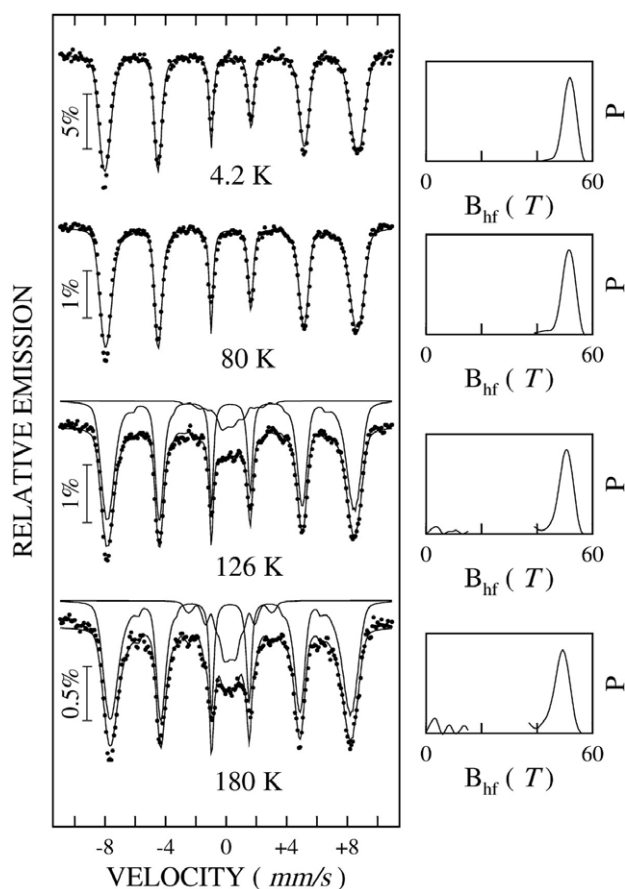 RELATIVE EMISSION
5%
4.2 K
1%
80 K
1%
126 K
0.5%
180 K
-8 -4 0 +4 +8
VELOCITY ( mm/s )
P
0 60
B_hf ( T )
P
0 60
B_hf ( T )
P
0 60
B_hf ( T )
P
0 60
B_hf ( T )